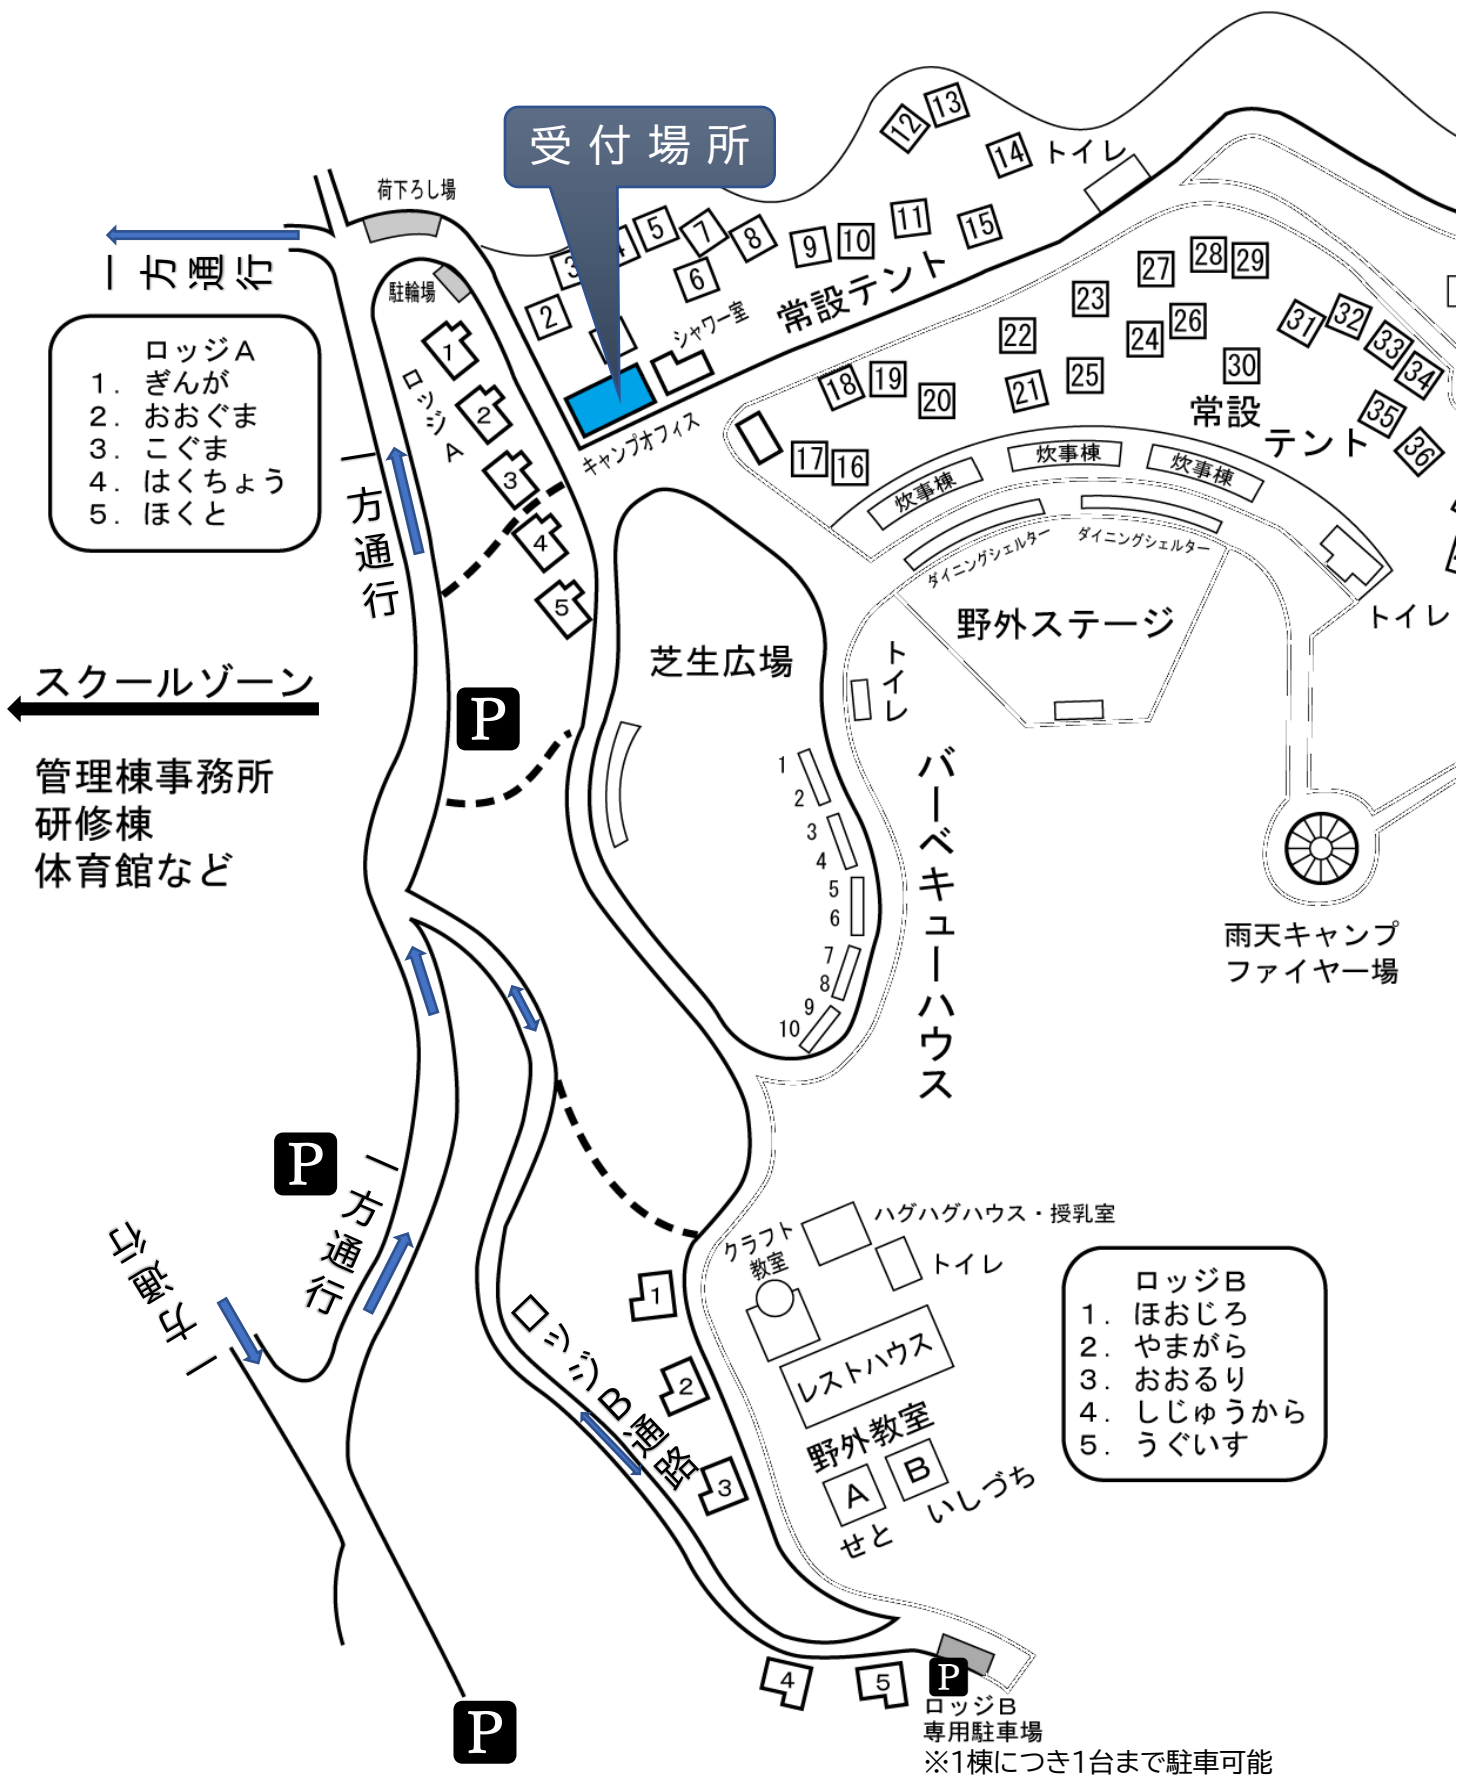 受付場所
荷下ろし場
一方通行
駐輪場
ロッジA
1. ぎんが
2. おおぐま
3. こぐま
4. はくちょう
5. ほくと
ロッジA
1
2
3
4
5
一方通行
2
3
5
6
7
8
9
10
11
12
13
14
15
トイレ
常設テント
シャワー室
キャンプオフィス
16
17
18
19
20
21
22
23
24
25
26
27
28
29
30
31
32
33
34
35
36
常設
テント
炊事棟
炊事棟
炊事棟
ダイニングシェルター
ダイニングシェルター
野外ステージ
トイレ
トイレ
スクールゾーン
管理棟事務所
研修棟
体育館など
P
芝生広場
1
2
3
4
5
6
7
8
9
10
バーベキューハウス
雨天キャンプ
ファイヤー場
P
一方通行
一方通行
ハグハグハウス・授乳室
クラフト
教室
トイレ
レストハウス
野外教室
A
B
せと
いしづち
ロッジB通路
1
2
3
4
5
ロッジB
1. ほおじろ
2. やまがら
3. おおるり
4. しじゅうから
5. うぐいす
P
P
ロッジB
専用駐車場
※1棟につき1台まで駐車可能